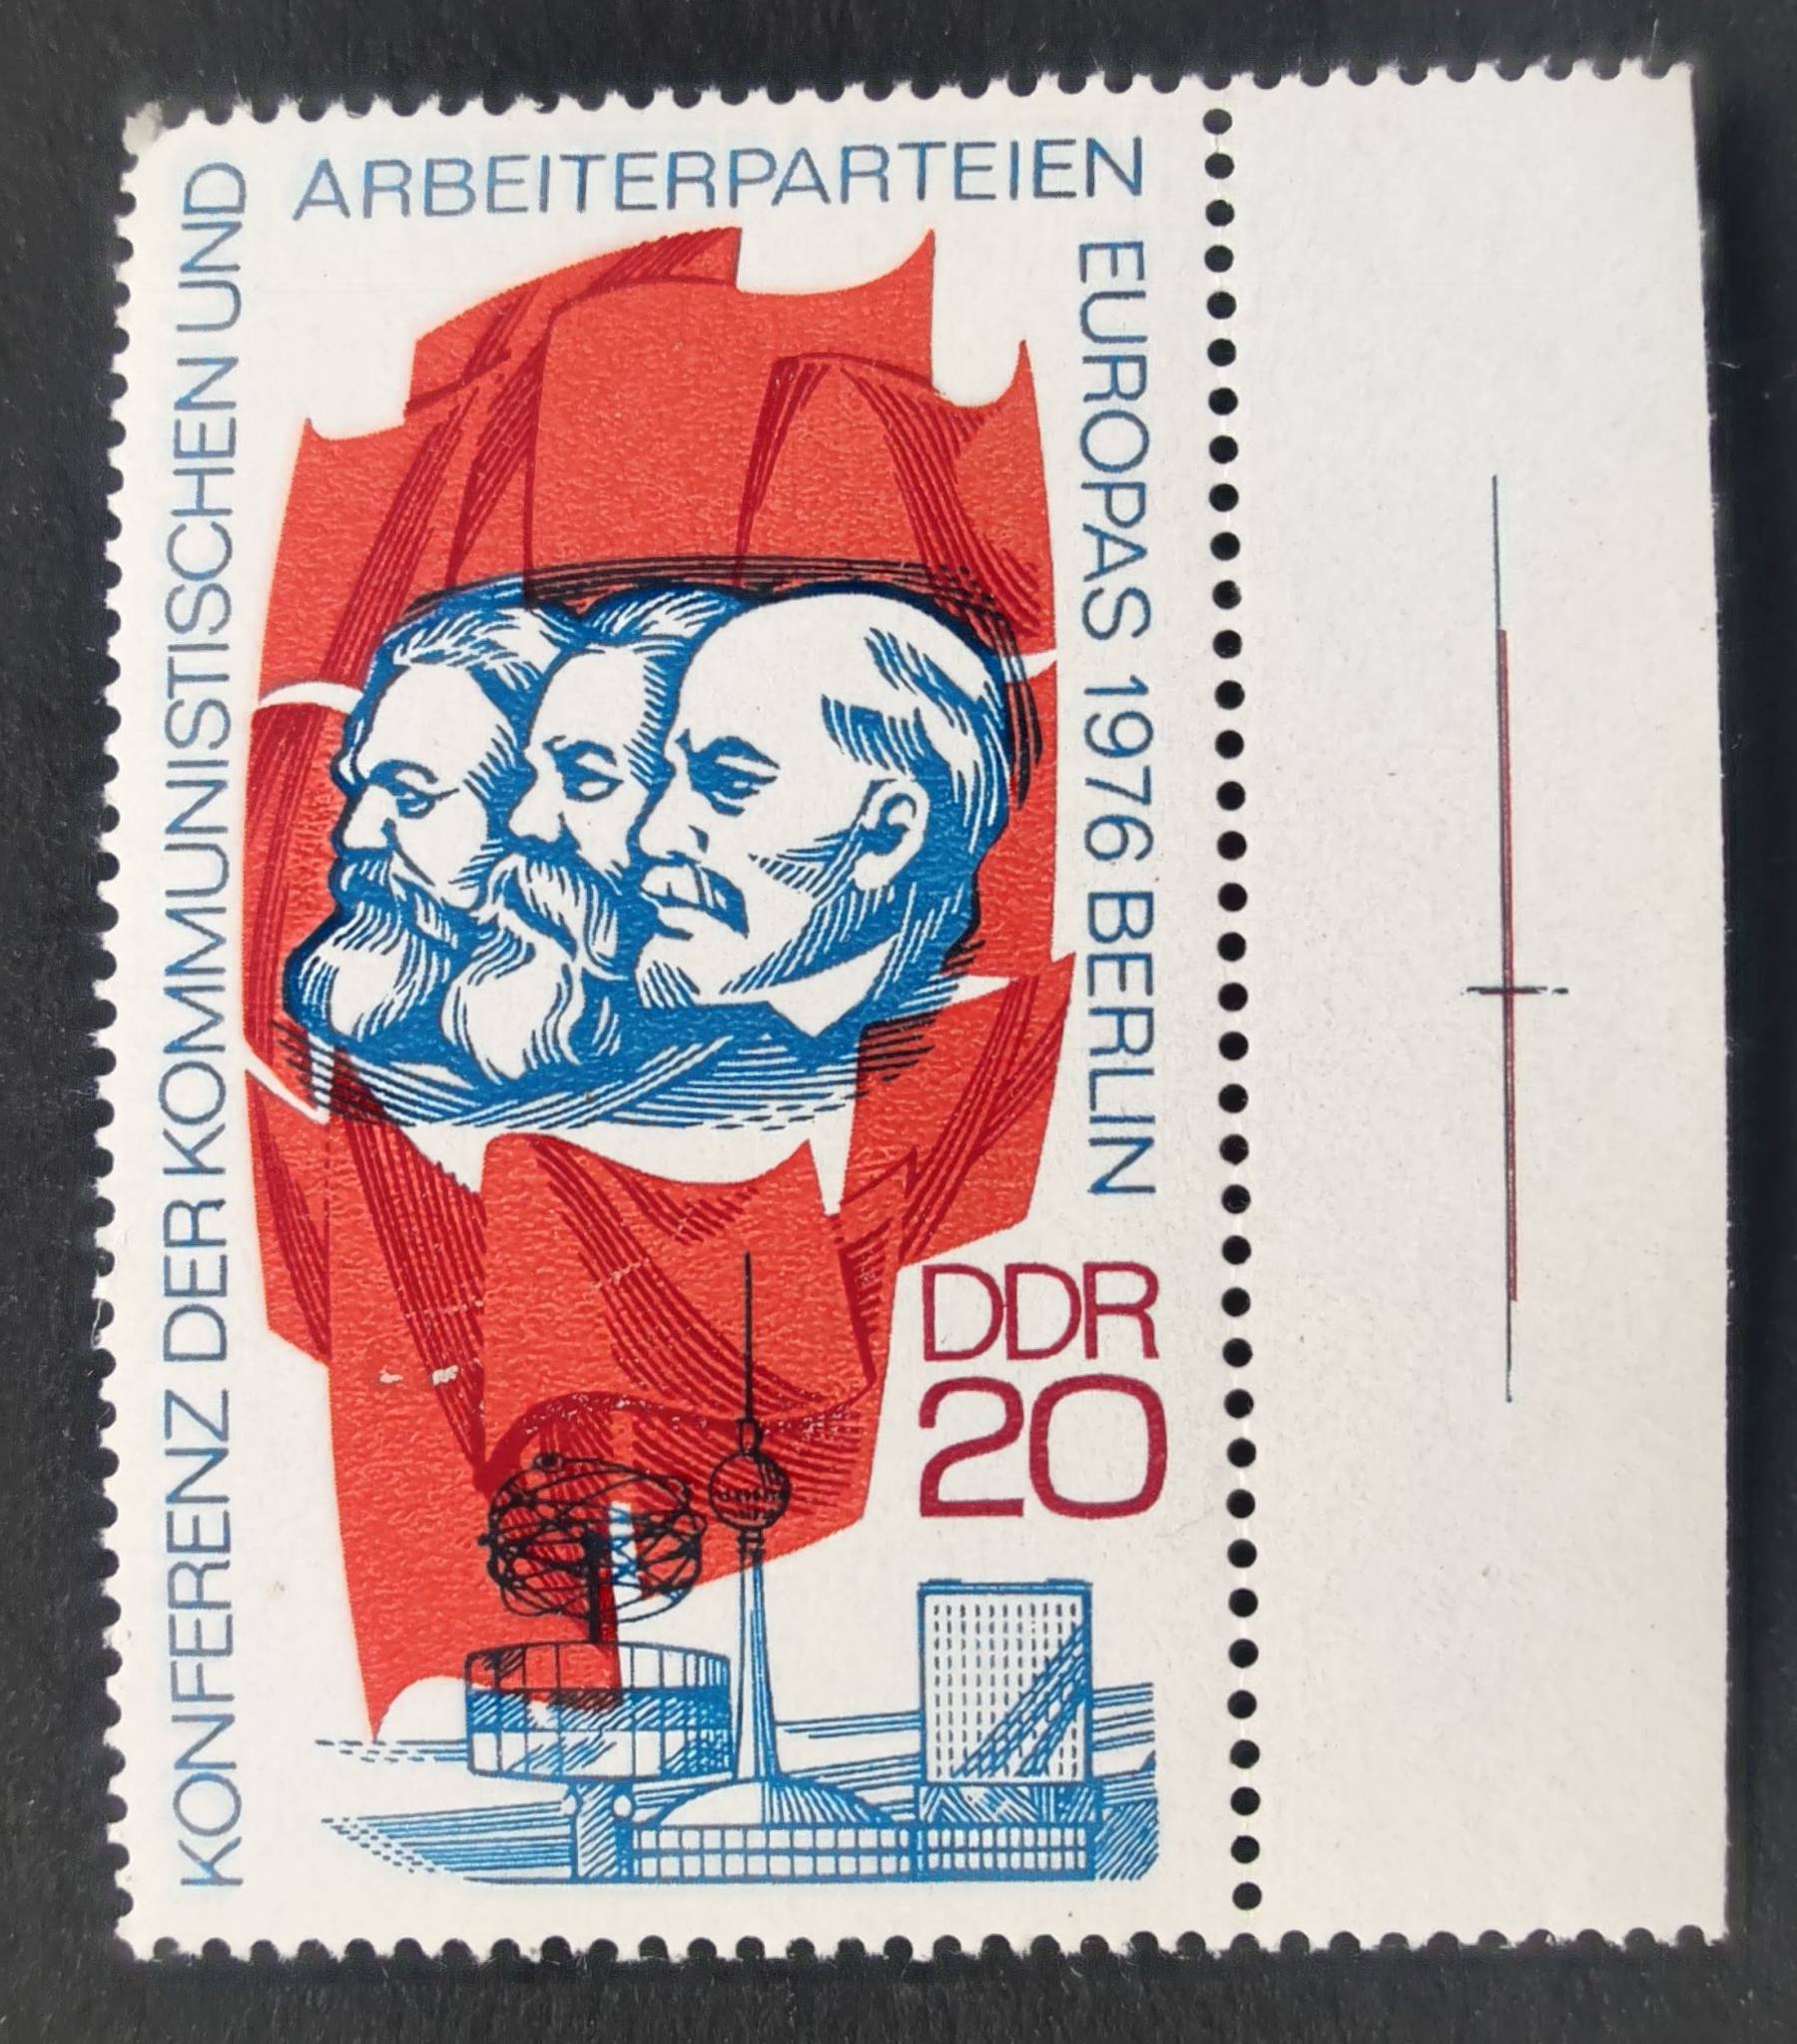 KONFERENZ DER KOMMUNISTISCHEN UND
ARBEITERPARTEIEN
EUROPAS 1976 BERLIN
DDR
20